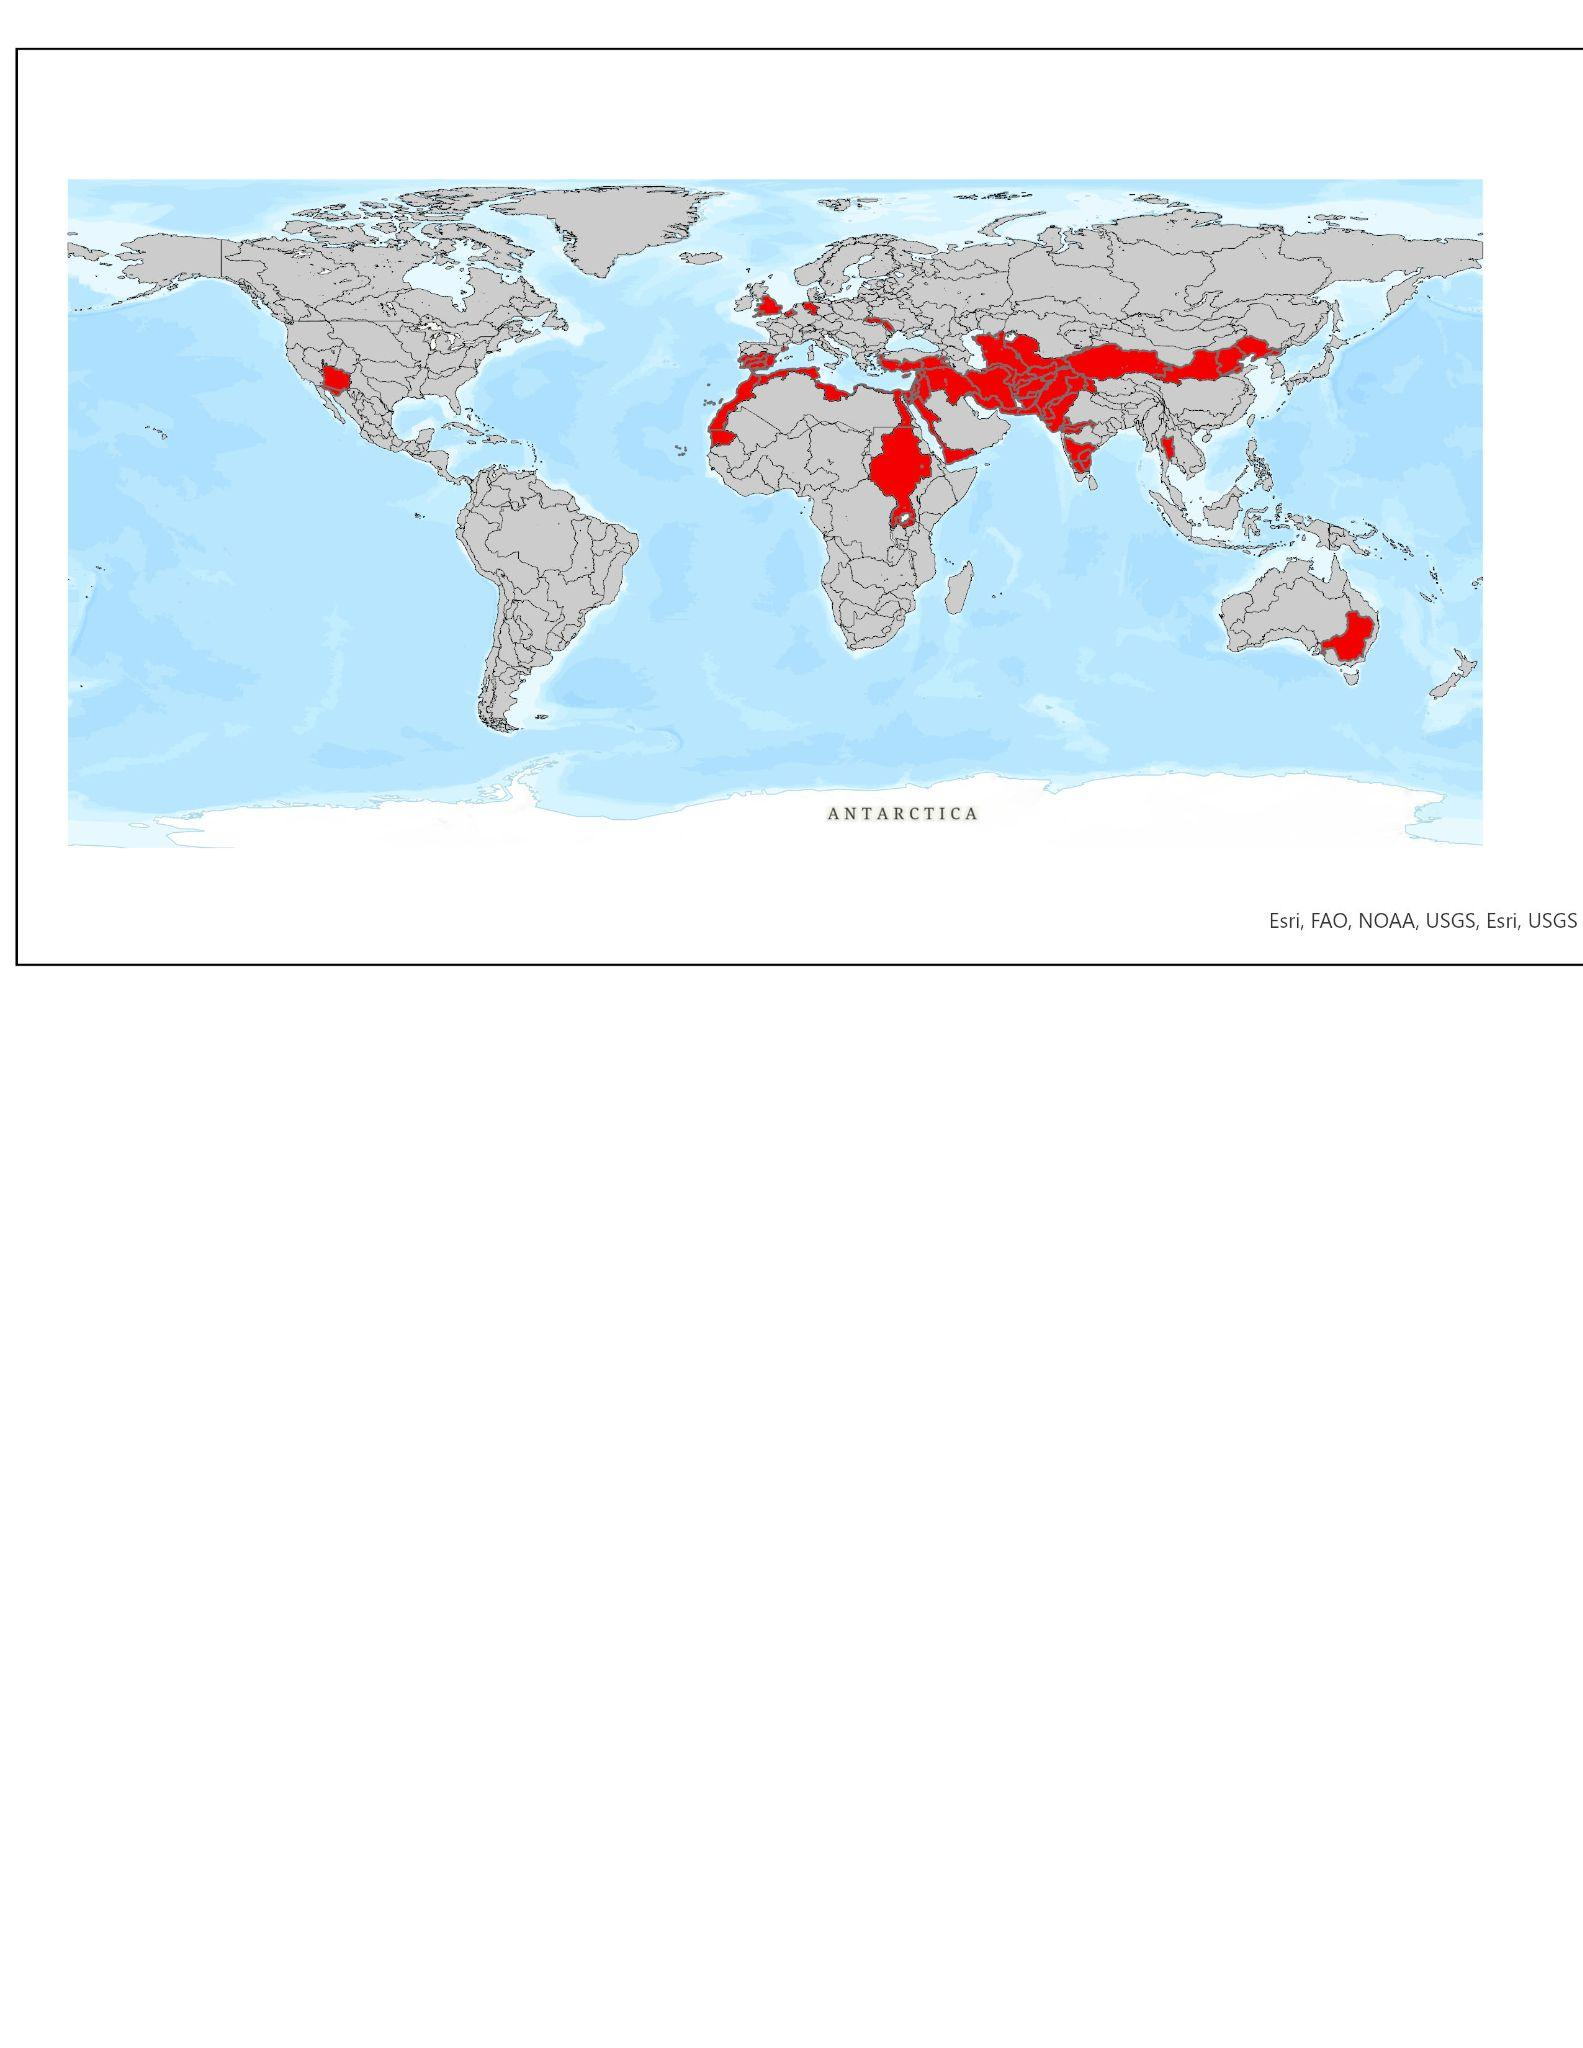 ANTARCTICA
Esri, FAO, NOAA, USGS, Esri, USGS